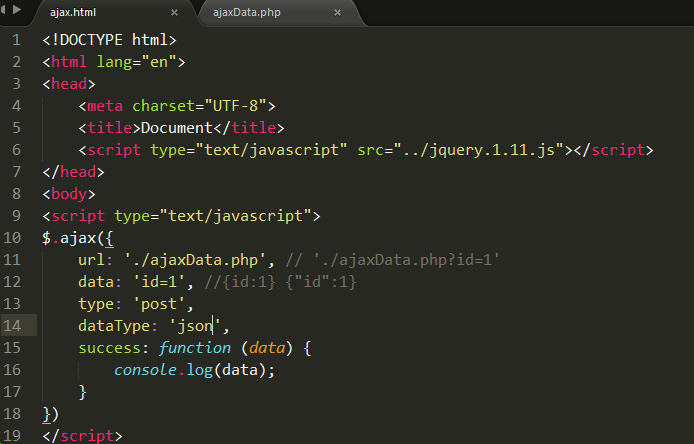 ajax.html × ajaxData.php ×
1 <!DOCTYPE html>
2 <html lang="en">
3 <head>
4 <meta charset="UTF-8">
5 <title>Document</title>
6 <script type="text/javascript" src="../jquery.1.11.js"></script>
7 </head>
8 <body>
9 <script type="text/javascript">
10 $.ajax({
11 url: './ajaxData.php', // './ajaxData.php?id=1'
12 data: 'id=1', //{id:1} {"id":1}
13 type: 'post',
14 dataType: 'json',
15 success: function (data) {
16 console.log(data);
17 }
18 })
19 </script>